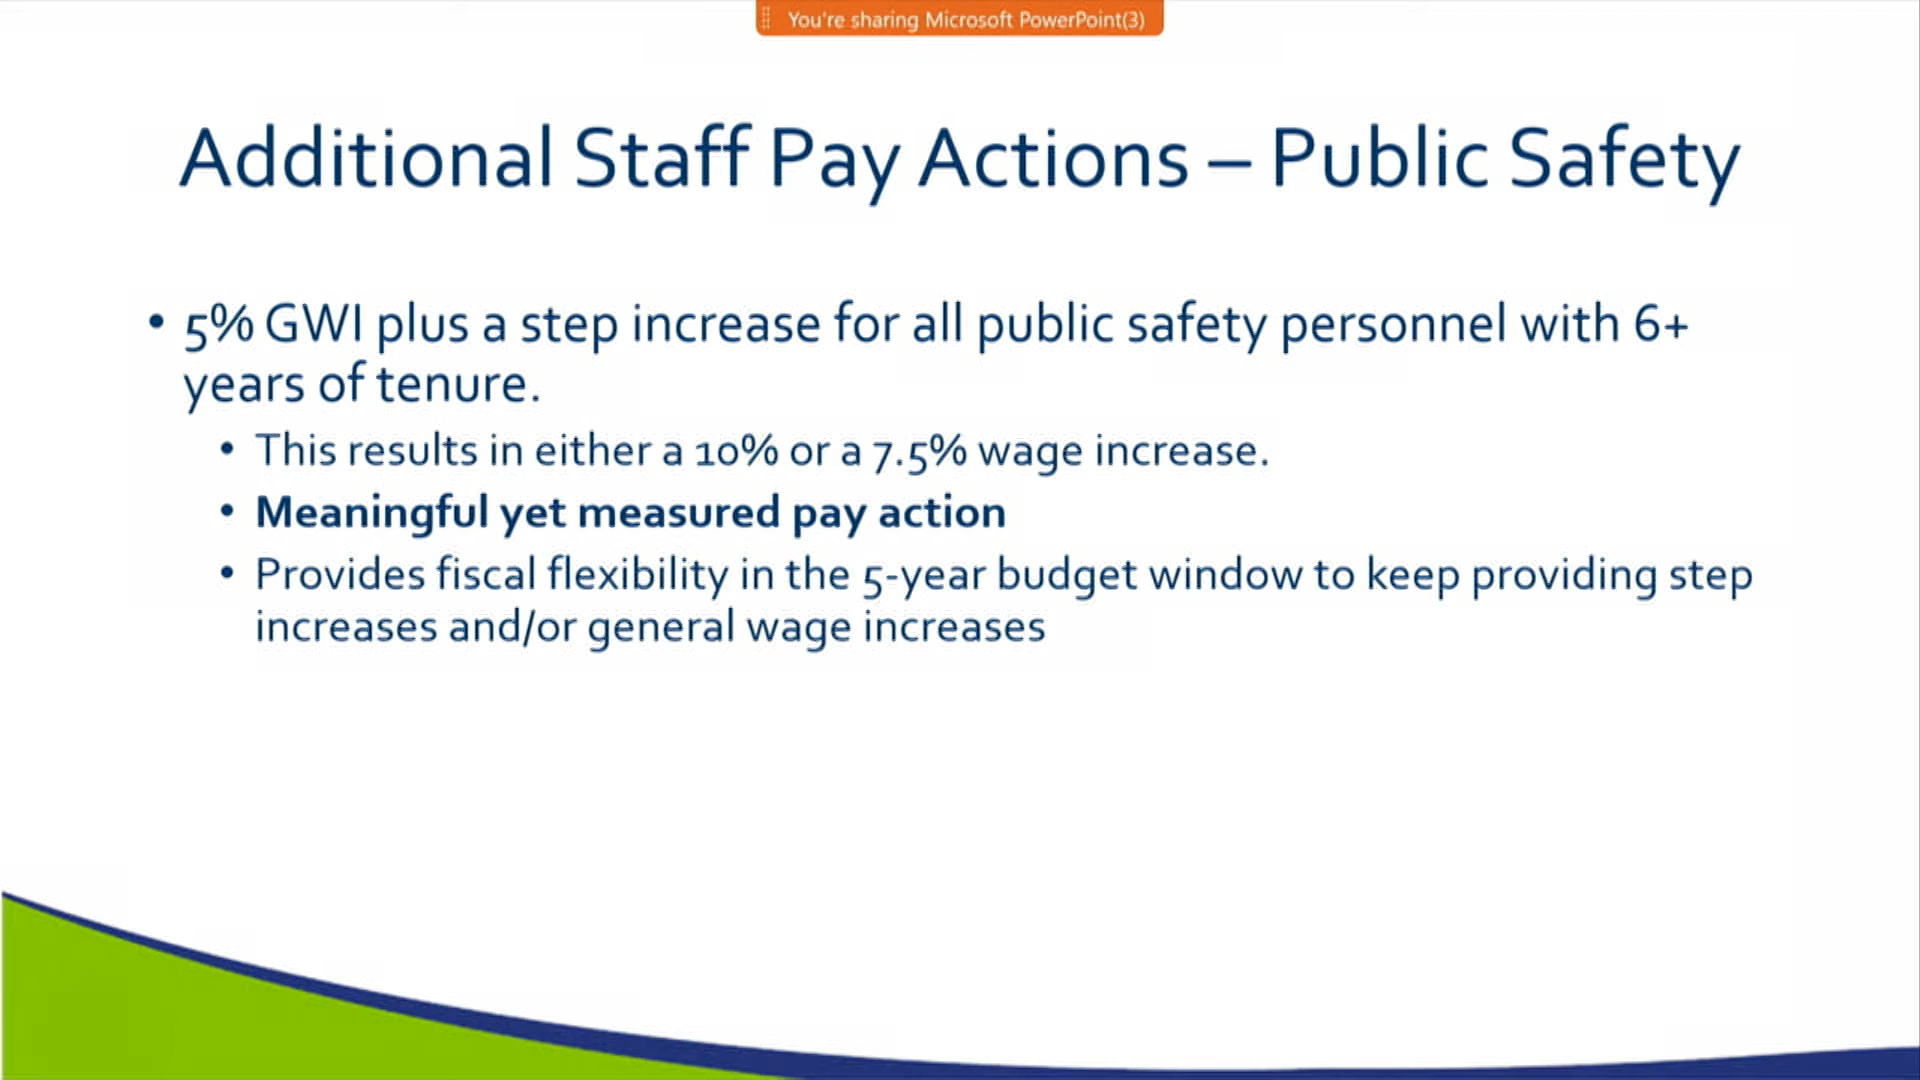 You're sharing Microsoft PowerPoint(3)
Additional Staff Pay Actions – Public Safety
• 5% GWI plus a step increase for all public safety personnel with 6+
years of tenure.
• This results in either a 10% or a 7.5% wage increase.
• Meaningful yet measured pay action
• Provides fiscal flexibility in the 5-year budget window to keep providing step
increases and/or general wage increases